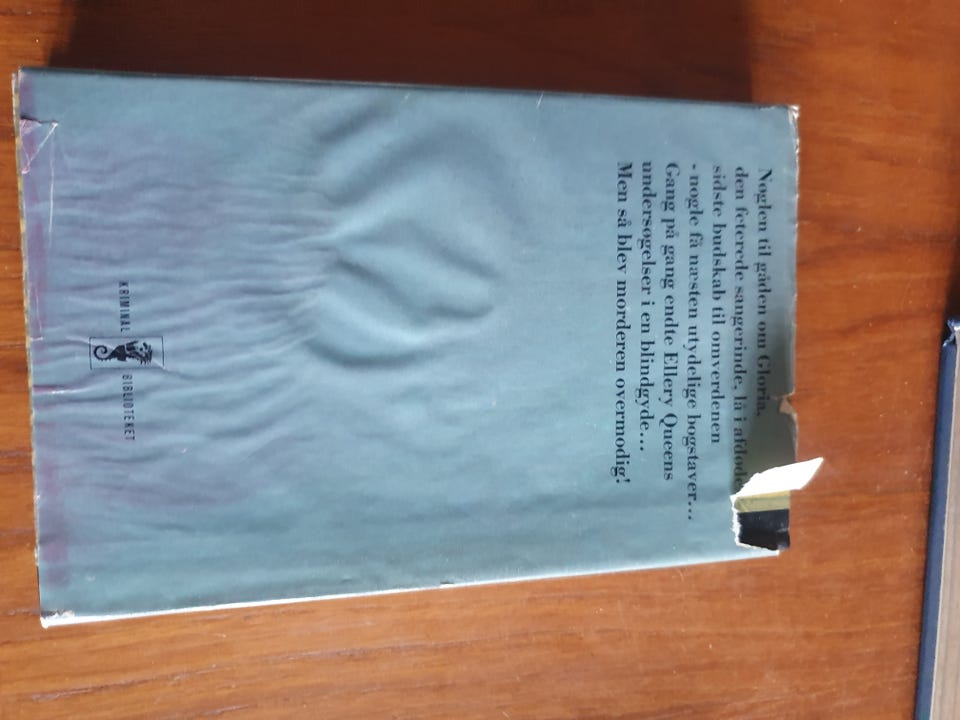 Nøglen til gåden om Gloria,
den feterede sangerinde, lå i afdødes
sidste budskab til omverdenen
- nogle få næsten utydelige bogstaver...
Gang på gang endte Ellery Queens
undersøgelser i en blindgyde...
Men så blev morderen overmodig!
KRIMINAL BIBLIOTEKET